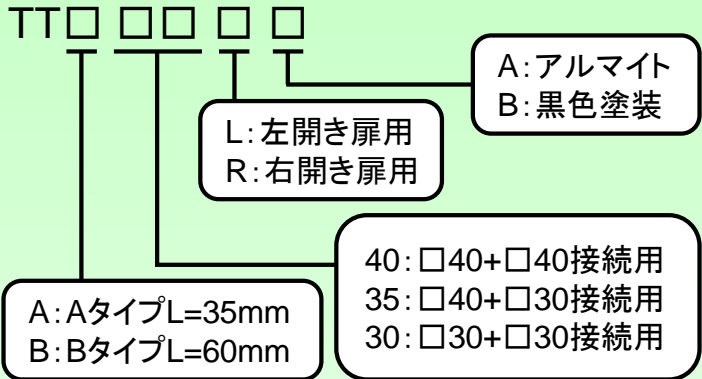 TT□ □□ □ □
A:アルマイト
B:黒色塗装
L:左開き扉用
R:右開き扉用
40:□40+□40接続用
35:□40+□30接続用
30:□30+□30接続用
A:AタイプL=35mm
B:BタイプL=60mm